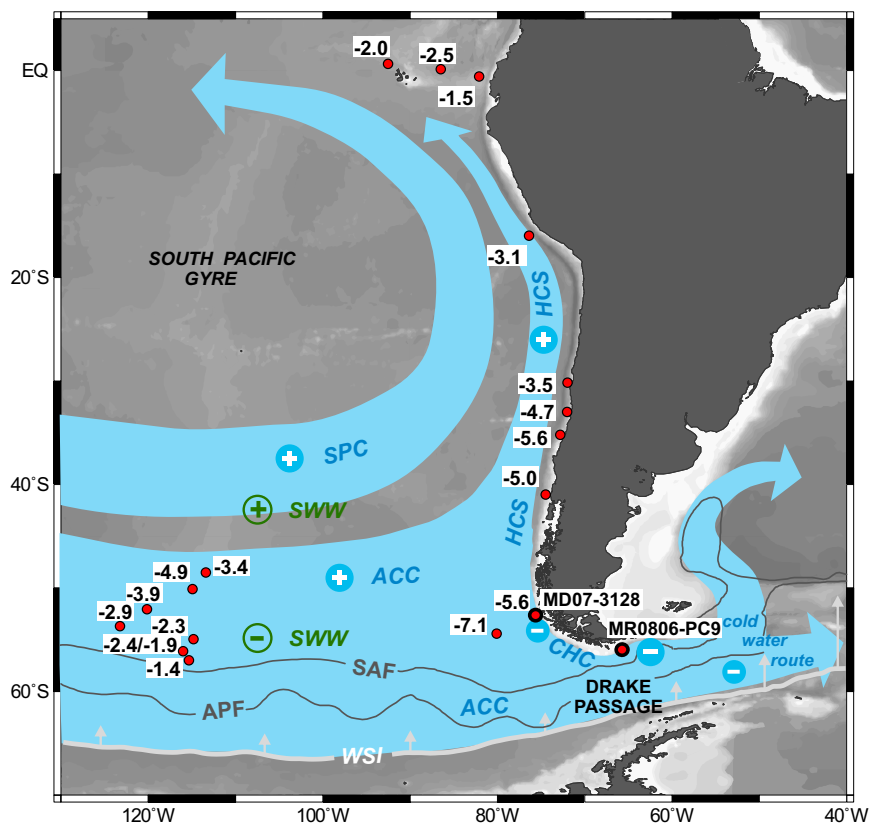 EQ
-2.0
-2.5
-1.5
-3.1
SOUTH PACIFIC
GYRE
20°S
HCS
+
-3.5
-4.7
-5.6
-5.0
SPC
+
40°S
+
SWW
HCS
-3.4
-4.9
-3.9
-2.9
-2.3
-2.4/-1.9
-1.4
+
ACC
-5.6
MD07-3128
-7.1
MR0806-PC9
−
SWW
−
CHC
−
−
cold
water
route
SAF
DRAKE
PASSAGE
60°S
APF
ACC
WSI
120°W
100°W
80°W
60°W
40°W